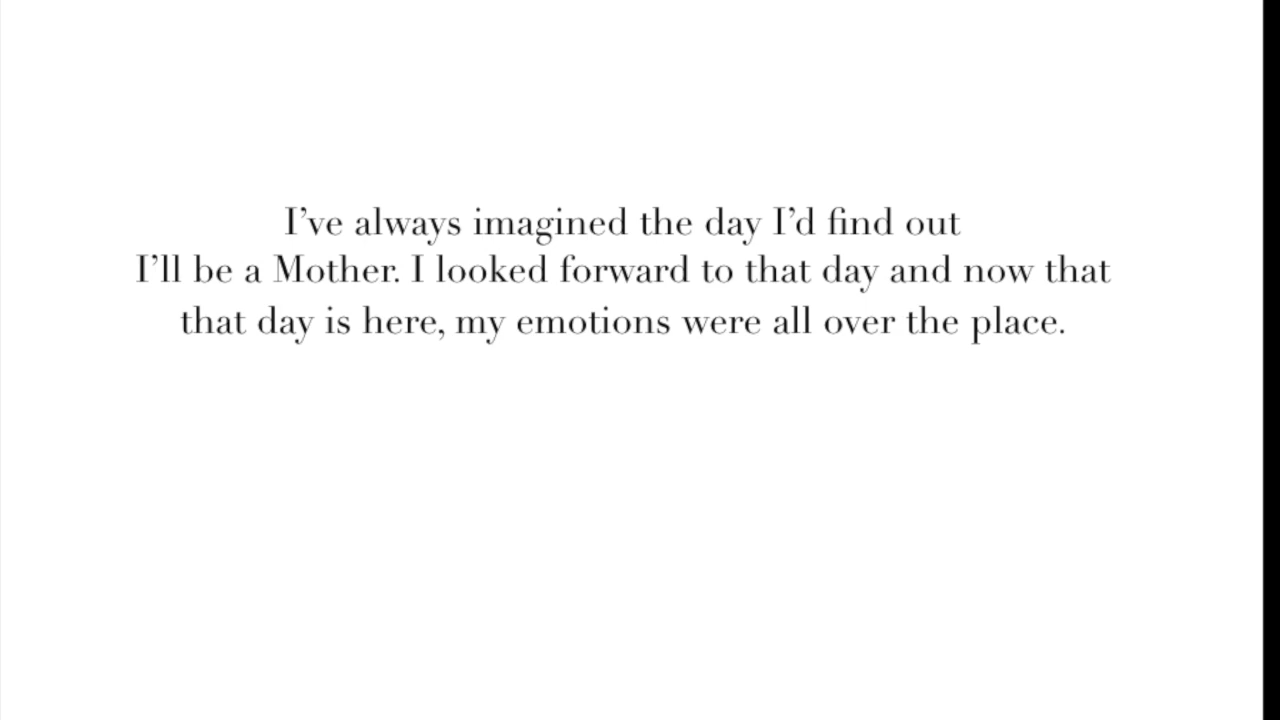 I’ve always imagined the day I’d find out
I’ll be a Mother. I looked forward to that day and now that
that day is here, my emotions were all over the place.